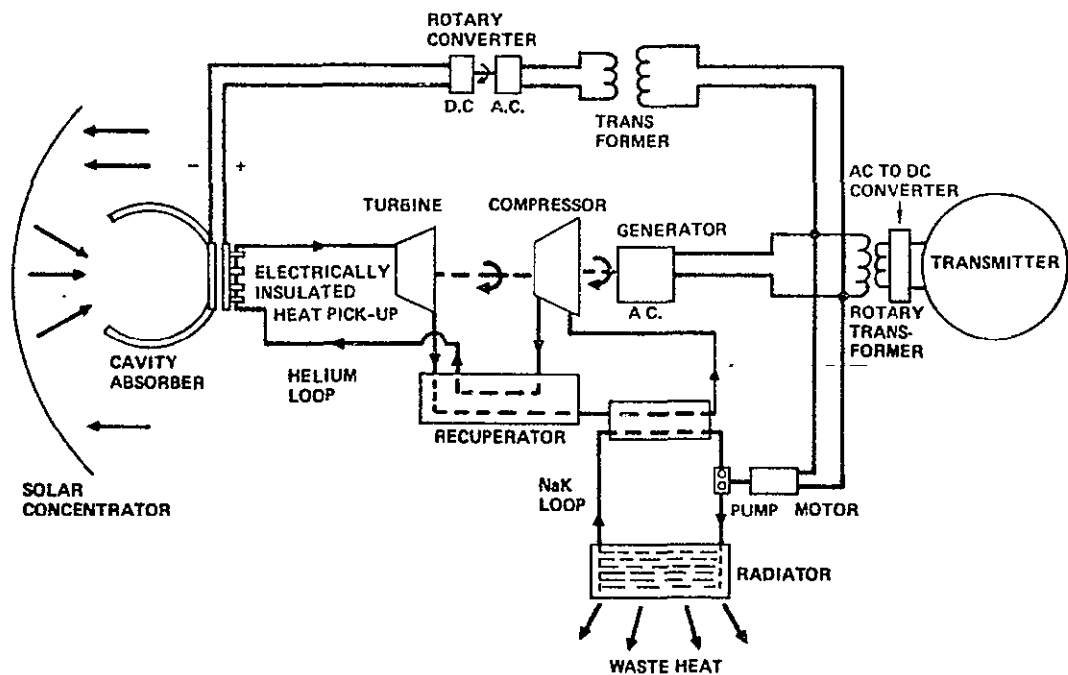 ROTARY
CONVERTER
D.C A.C.
TRANS
FORMER
AC TO DC
CONVERTER
- +
TURBINE
COMPRESSOR
GENERATOR
ELECTRICALLY
INSULATED
HEAT PICK-UP
TRANSMITTER
A C.
ROTARY
TRANS-
FORMER
CAVITY
ABSORBER
HELIUM
LOOP
RECUPERATOR
SOLAR
CONCENTRATOR
NaK
LOOP
PUMP MOTOR
RADIATOR
WASTE HEAT